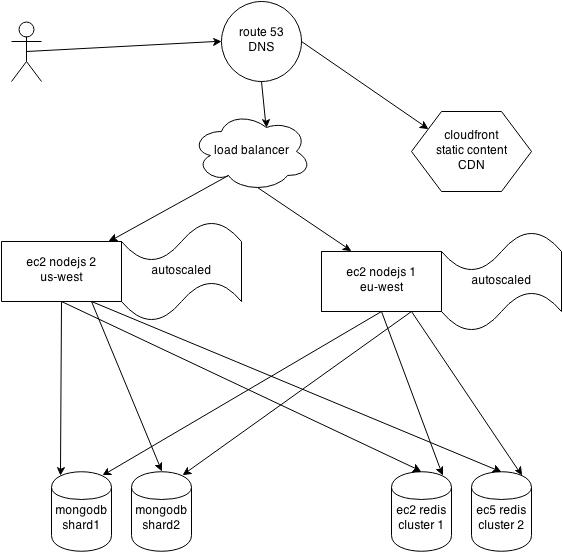 route 53
DNS
cloudfront
static content
CDN
load balancer
ec2 nodejs 2
us-west
autoscaled
ec2 nodejs 1
eu-west
autoscaled
mongodb
shard1
mongodb
shard2
ec2 redis
cluster 1
ec5 redis
cluster 2